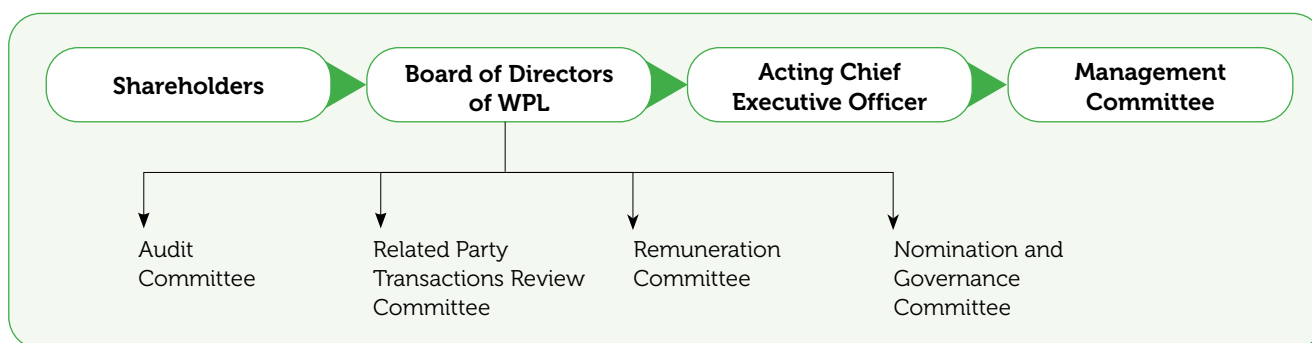 Shareholders
Board of Directors
of WPL
Acting Chief
Executive Officer
Management
Committee
Audit
Committee
Related Party
Transactions Review
Committee
Remuneration
Committee
Nomination and
Governance
Committee